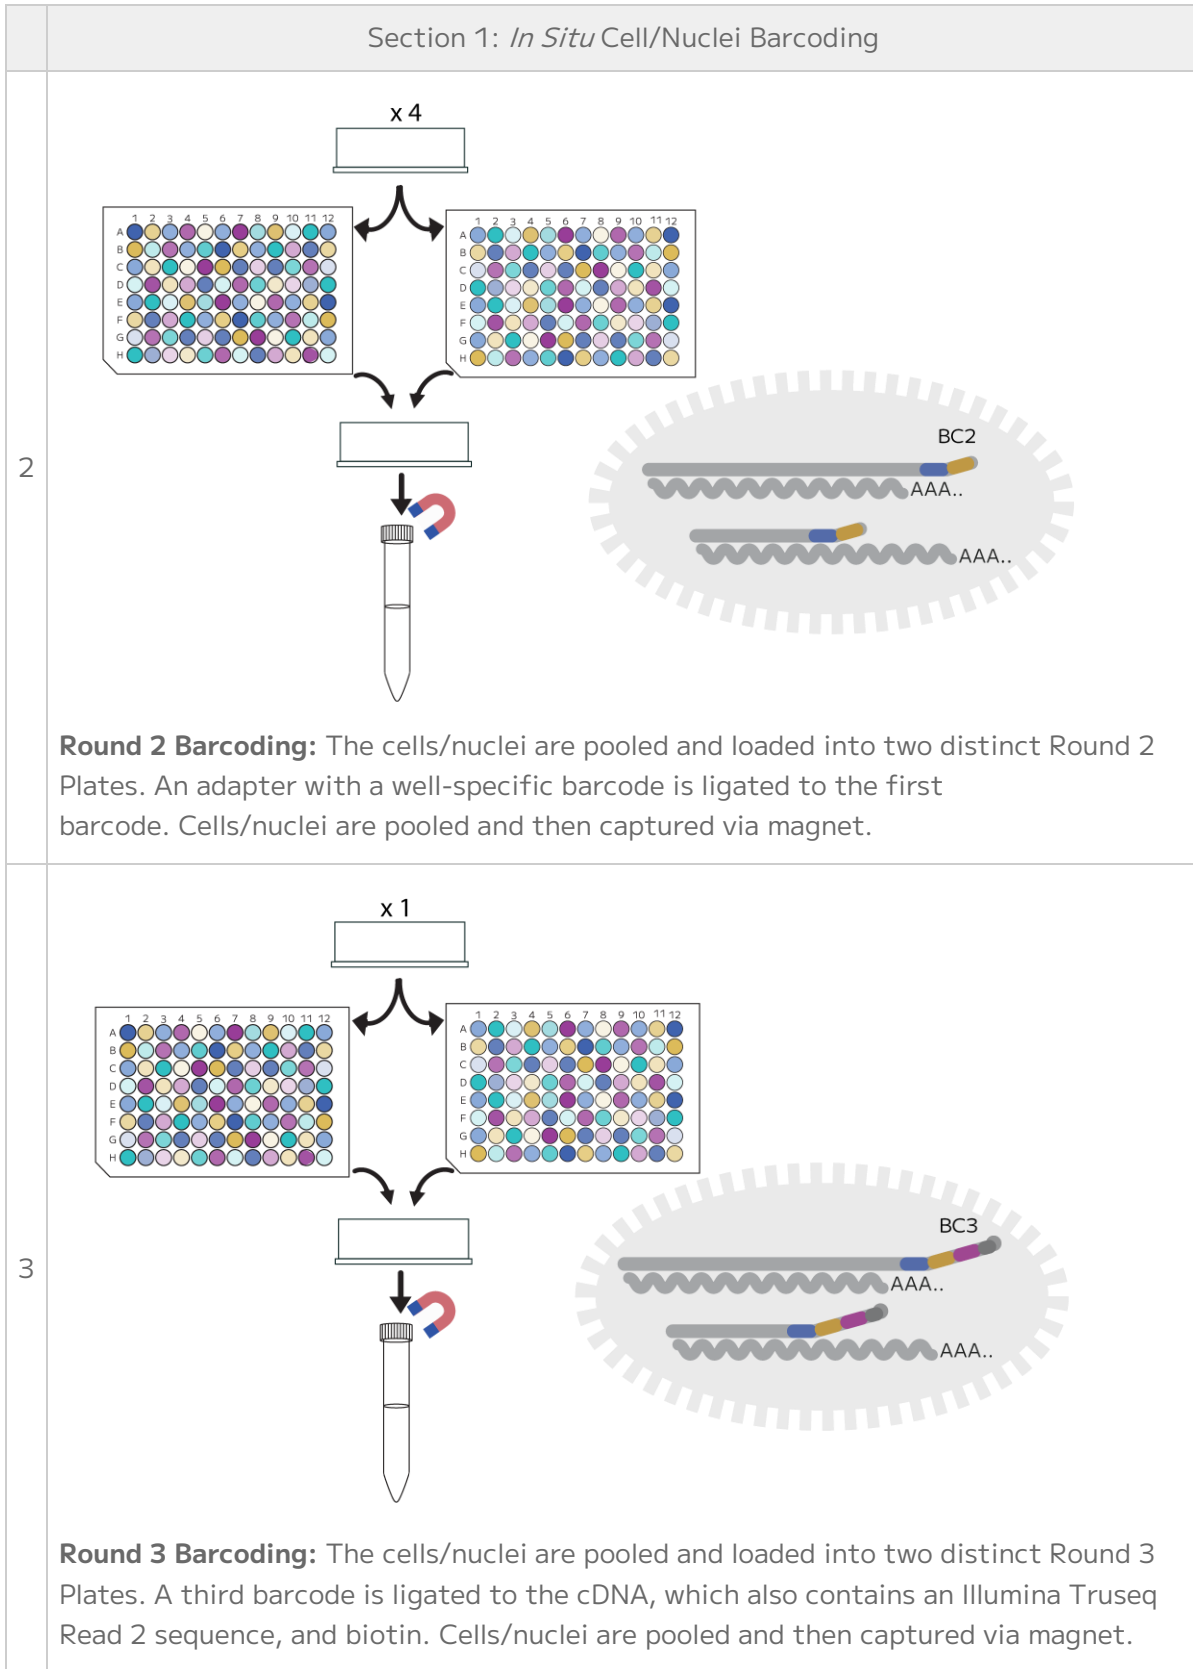 Section 1: In Situ Cell/Nuclei Barcoding
2
x 4
1 2 3 4 5 6 7 8 9 10 11 12
A
B
C
D
E
F
G
H
1 2 3 4 5 6 7 8 9 10 11 12
A
B
C
D
E
F
G
H
BC2
AAA..
AAA..
Round 2 Barcoding: The cells/nuclei are pooled and loaded into two distinct Round 2
Plates. An adapter with a well-specific barcode is ligated to the first
barcode. Cells/nuclei are pooled and then captured via magnet.
3
x 1
1 2 3 4 5 6 7 8 9 10 11 12
A
B
C
D
E
F
G
H
1 2 3 4 5 6 7 8 9 10 11 12
A
B
C
D
E
F
G
H
BC3
AAA..
AAA..
Round 3 Barcoding: The cells/nuclei are pooled and loaded into two distinct Round 3
Plates. A third barcode is ligated to the cDNA, which also contains an Illumina Truseq
Read 2 sequence, and biotin. Cells/nuclei are pooled and then captured via magnet.